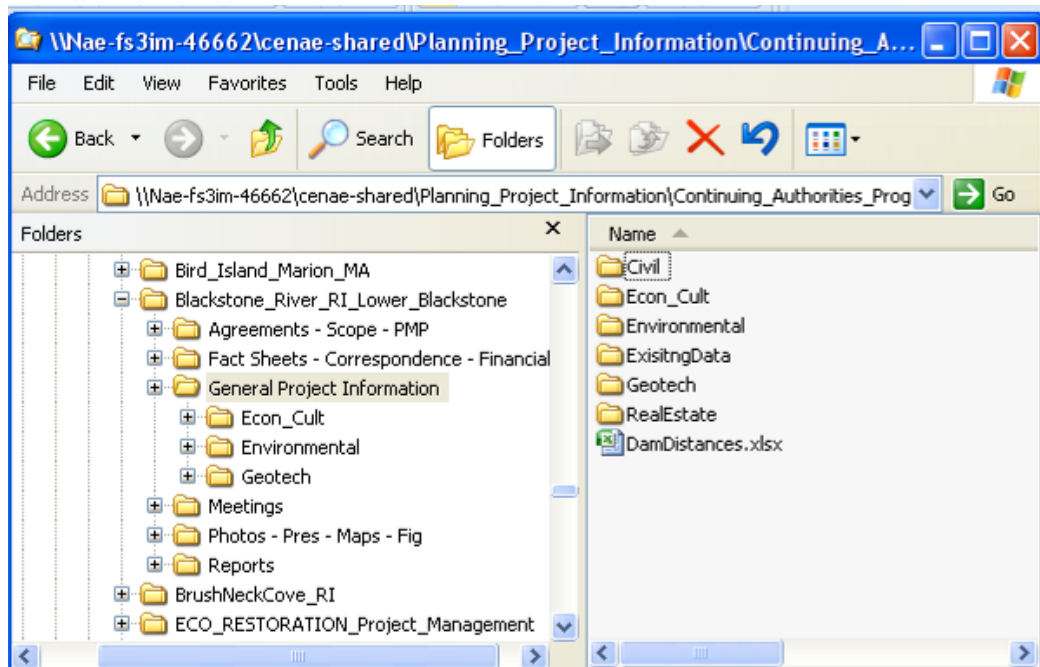 \\Nae-fs3im-46662\cenae-shared\Planning_Project_Information\Continuing_A...
File Edit View Favorites Tools Help
Back Search Folders
Address \\Nae-fs3im-46662\cenae-shared\Planning_Project_Information\Continuing_Authorities_Prog Go
Folders
Bird_Island_Marion_MA
Blackstone_River_RI_Lower_Blackstone
Agreements - Scope - PMP
Fact Sheets - Correspondence - Financial
General Project Information
Econ_Cult
Environmental
Geotech
Meetings
Photos - Pres - Maps - Fig
Reports
BrushNeckCove_RI
ECO_RESTORATION_Project_Management
Name
Civil
Econ_Cult
Environmental
ExisitngData
Geotech
RealEstate
DamDistances.xlsx